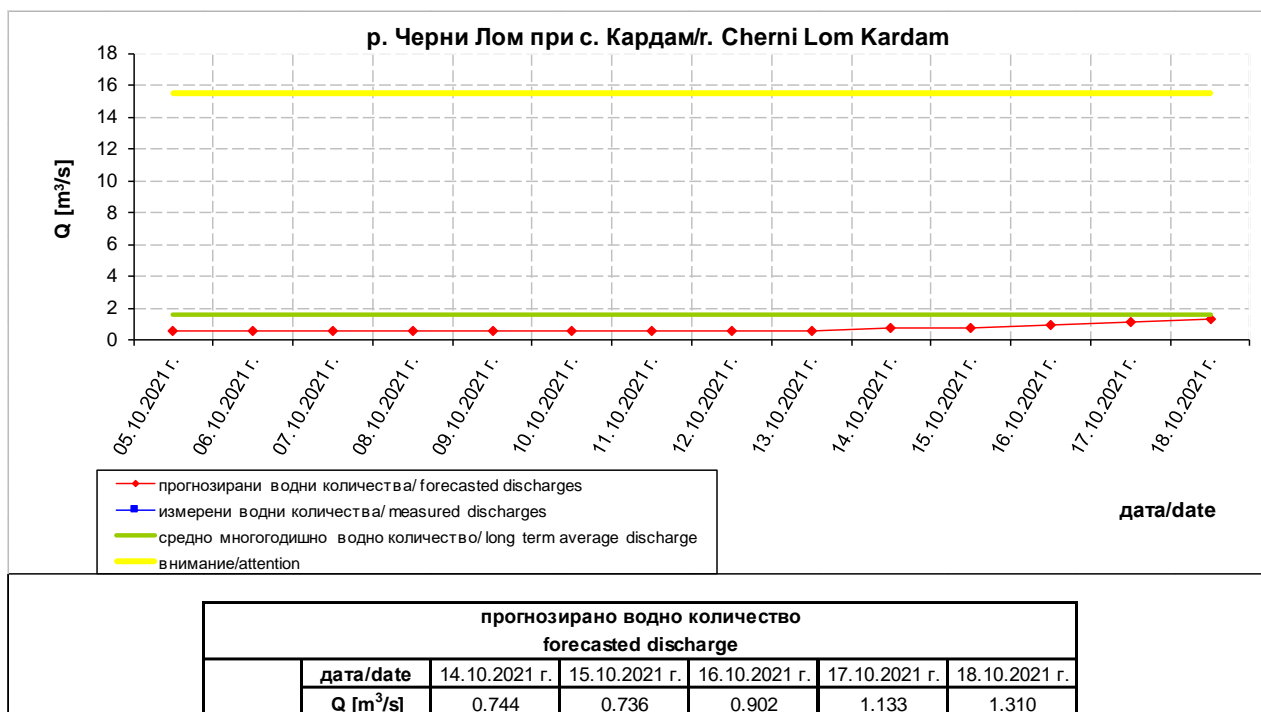 р. Черни Лом при с. Кардам/r. Cherni Lom Kardam
18
16
14
12
10
8
6
4
2
0
Q [m³/s]
05.10.2021 г.
06.10.2021 г.
07.10.2021 г.
08.10.2021 г.
09.10.2021 г.
10.10.2021 г.
11.10.2021 г.
12.10.2021 г.
13.10.2021 г.
14.10.2021 г.
15.10.2021 г.
16.10.2021 г.
17.10.2021 г.
18.10.2021 г.
дата/date
прогнозирани водни количества/ forecasted discharges
измерени водни количества/ measured discharges
средно многогодишно водно количество/ long term average discharge
внимание/attention
прогнозирано водно количество
forecasted discharge
дата/date 14.10.2021 г. 15.10.2021 г. 16.10.2021 г. 17.10.2021 г. 18.10.2021 г.
Q [m³/s] 0.744 0.736 0.902 1.133 1.310